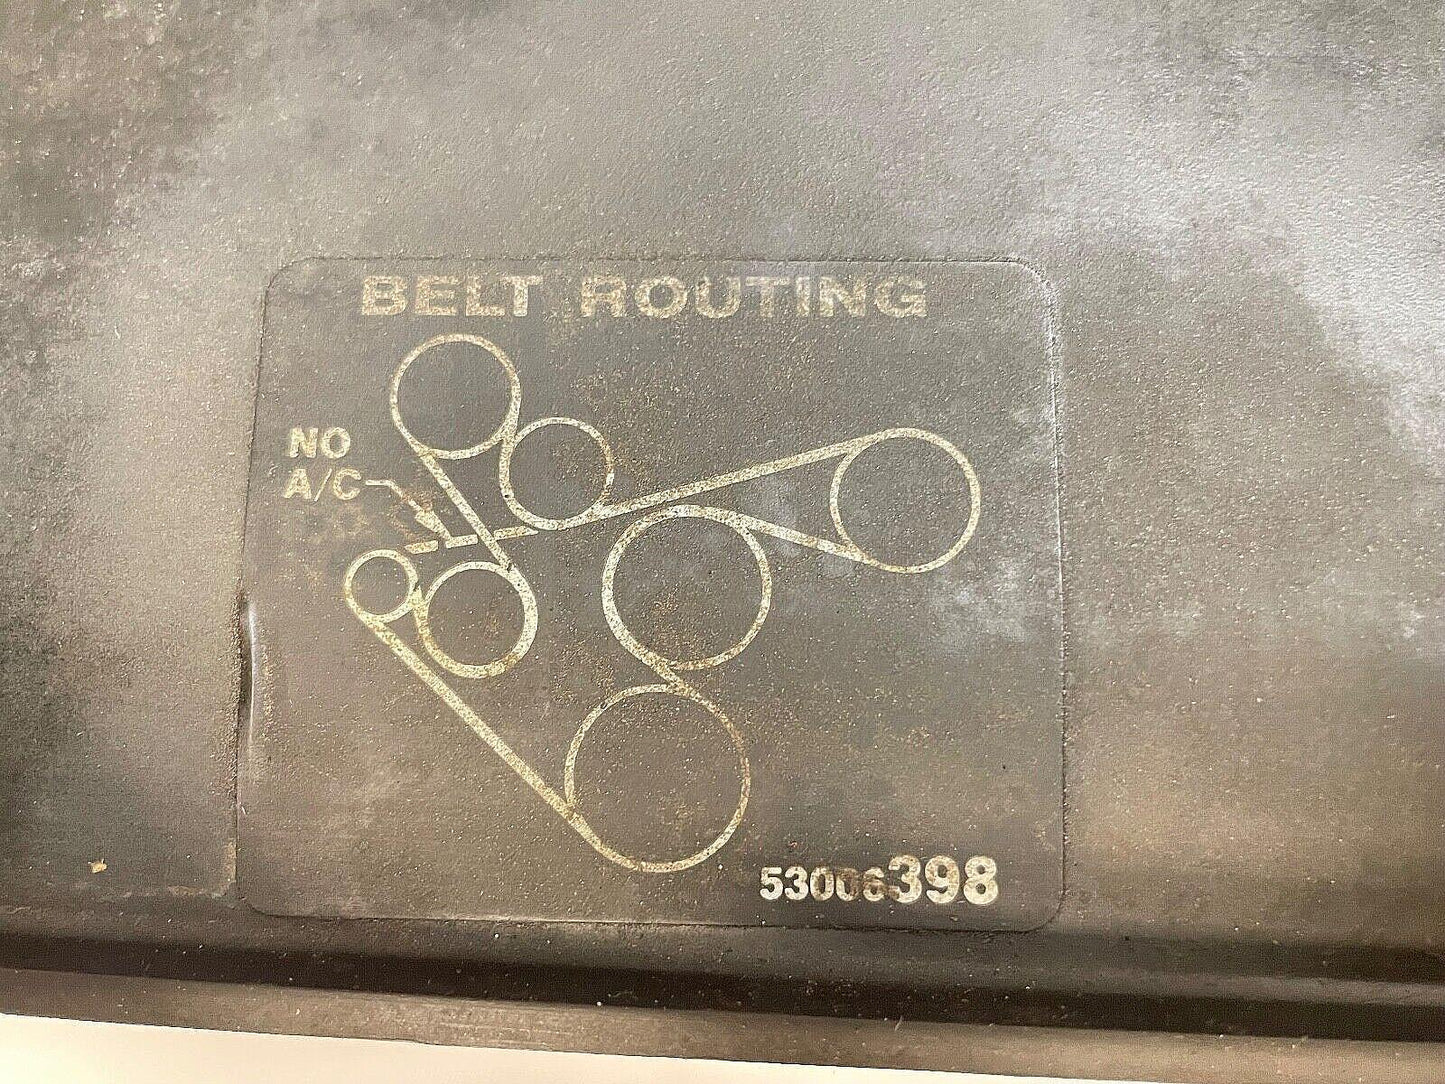 BELT ROUTING
NO
A/C
53006398